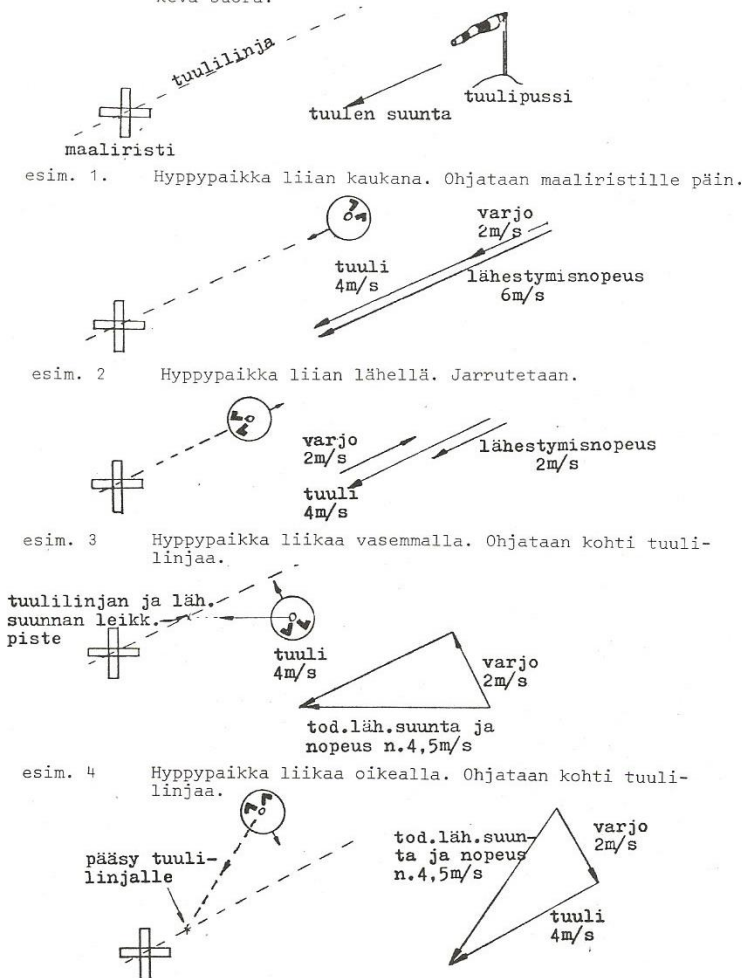 keva suora.
tuulilinja
tuulen suunta
tuulipussi
maaliristi
esim. 1. Hyppypaikka liian kaukana. Ohjataan maaliristille päin.
varjo
2m/s
tuuli
4m/s
lähestymisnopeus
6m/s
esim. 2 Hyppypaikka liian lähellä. Jarrutetaan.
varjo
2m/s
lähestymisnopeus
2m/s
tuuli
4m/s
esim. 3 Hyppypaikka liikaa vasemmalla. Ohjataan kohti tuuli-
linjaa.
tuulilinjan ja läh.
suunnan leikk.
piste
tuuli
4m/s
varjo
2m/s
tod.läh.suunta ja
nopeus n.4,5m/s
esim. 4 Hyppypaikka liikaa oikealla. Ohjataan kohti tuuli-
linjaa.
pääsy tuuli-
linjalle
tod.läh.suun-
ta ja nopeus
n.4,5m/s
varjo
2m/s
tuuli
4m/s